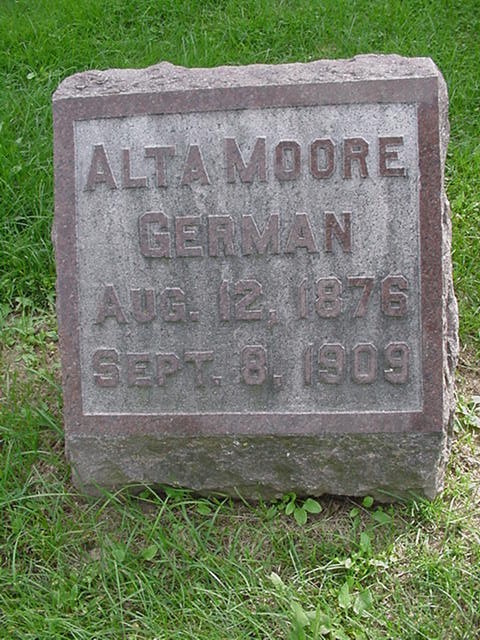 ALTA MOORE
GERMAN
AUG. 12, 1876
SEPT. 8, 1909